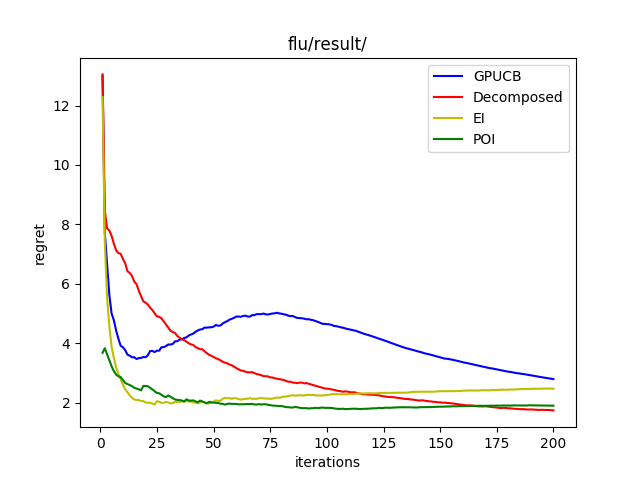 flu/result/
GPUCB
Decomposed
EI
POI
regret
12
10
8
6
4
2
0
25
50
75
100
125
150
175
200
iterations